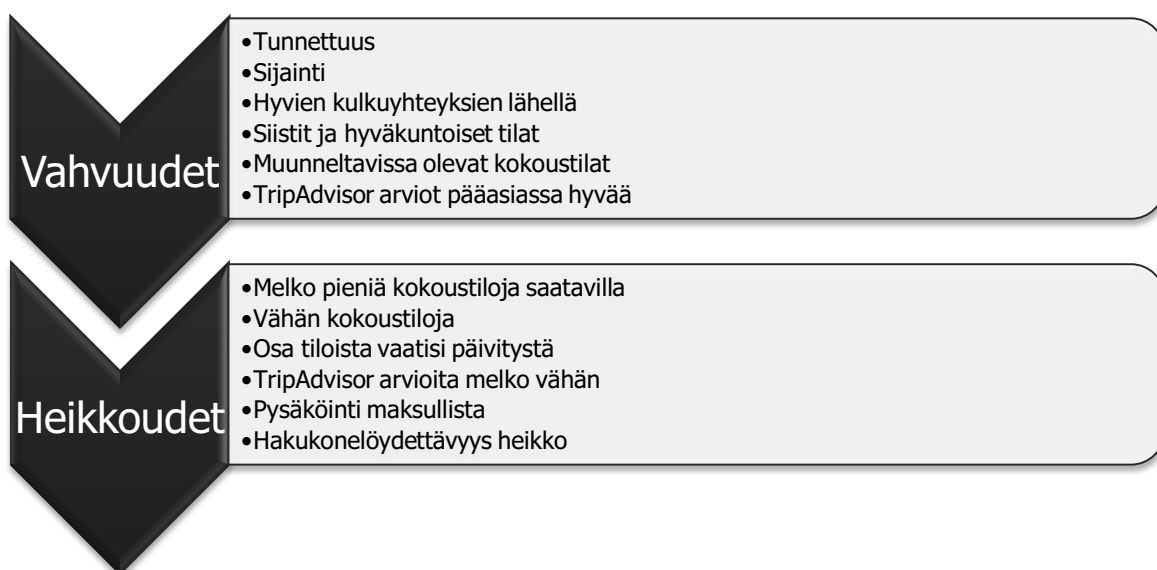 Vahvuudet
•Tunnettuus
•Sijainti
•Hyvien kulkuyhteyksien lähellä
•Siistit ja hyväkuntoiset tilat
•Muunneltavissa olevat kokoustilat
•TripAdvisor arviot pääasiassa hyvää
Heikkoudet
•Melko pieniä kokoustiloja saatavilla
•Vähän kokoustiloja
•Osa tiloista vaatisi päivitystä
•TripAdvisor arvioita melko vähän
•Pysäköinti maksullista
•Hakukonelöydettävyys heikko